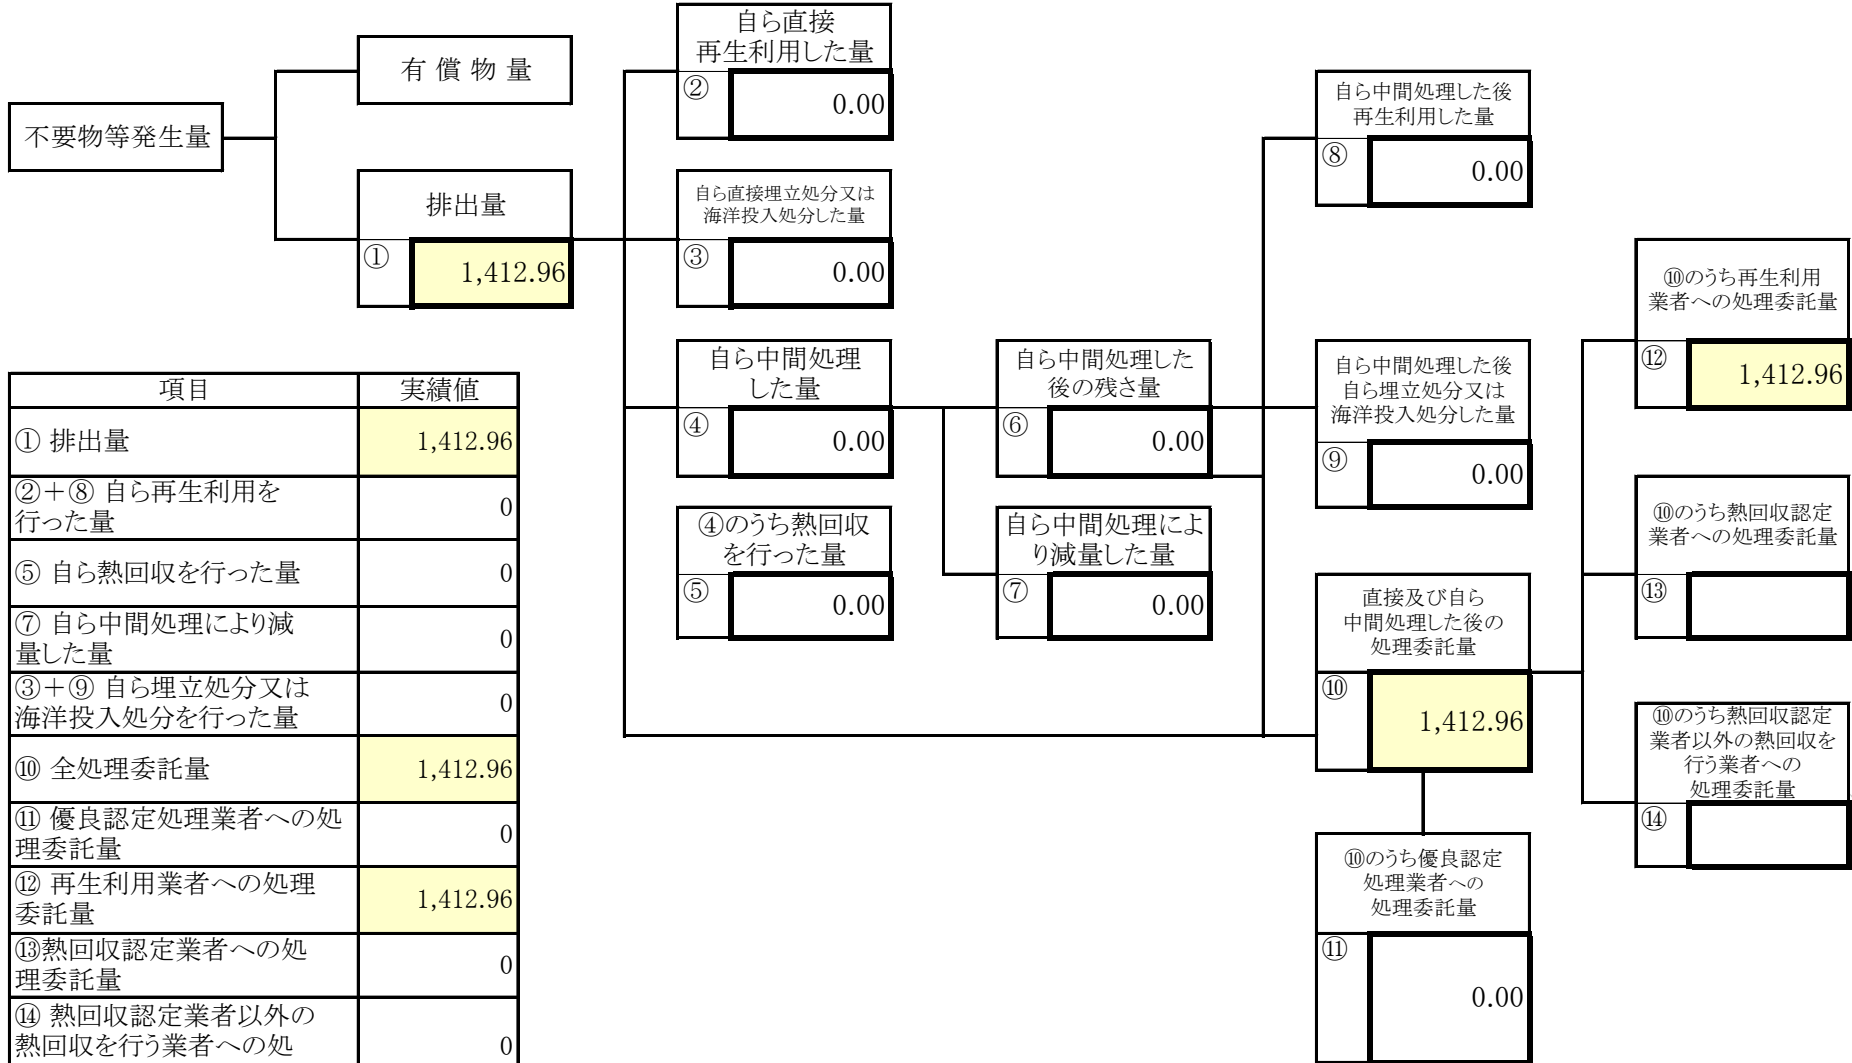 不要物等発生量
有 償 物 量
排出量
①
1,412.96
自ら直接
再生利用した量
②
0.00
自ら直接埋立処分又は
海洋投入処分した量
③
0.00
自ら中間処理
した量
④
0.00
④のうち熱回収
を行った量
⑤
0.00
自ら中間処理した
後の残さ量
⑥
0.00
自ら中間処理によ
り減量した量
⑦
0.00
自ら中間処理した後
再生利用した量
⑧
0.00
自ら中間処理した後
自ら埋立処分又は
海洋投入処分した量
⑨
0.00
直接及び自ら
中間処理した後の
処理委託量
⑩
1,412.96
⑩のうち優良認定
処理業者への
処理委託量
⑪
0.00
⑩のうち再生利用
業者への処理委託量
⑫
1,412.96
⑩のうち熱回収認定
業者への処理委託量
⑬
⑩のうち熱回収認定
業者以外の熱回収を
行う業者への
処理委託量
⑭
項目 実績値
① 排出量 1,412.96
②+⑧ 自ら再生利用を
行った量 0
⑤ 自ら熱回収を行った量 0
⑦ 自ら中間処理により減
量した量 0
③+⑨ 自ら埋立処分又は
海洋投入処分を行った量 0
⑩ 全処理委託量 1,412.96
⑪ 優良認定処理業者への処
理委託量 0
⑫ 再生利用業者への処理
委託量 1,412.96
⑬熱回収認定業者への処
理委託量 0
⑭ 熱回収認定業者以外の
熱回収を行う業者への処 0